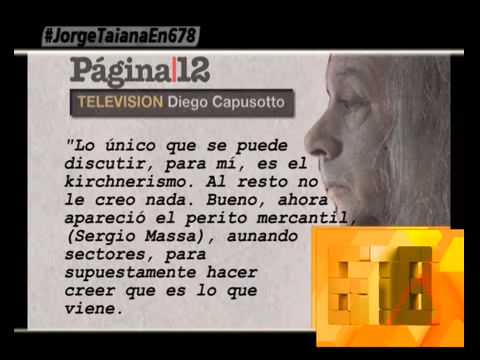 #JorgeTaianaEn678
Página|12
TELEVISION Diego Capusotto
"Lo único que se puede
discutir, para mí, es el
kirchnerismo. Al resto no
le creo nada. Bueno, ahora
apareció el perito mercantil,
(Sergio Massa), aunando
sectores, para
supuestamente hacer
creer que es lo que
viene.